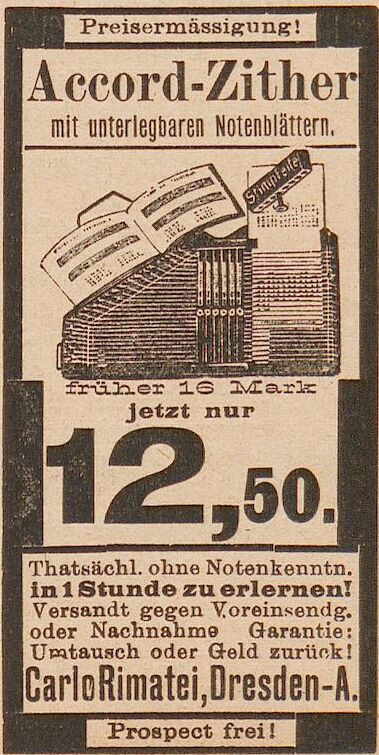 Preisermässigung!
Accord-Zither
mit unterlegbaren Notenblättern.
früher 16 Mark
jetzt nur
12,50.
Thatsächl. ohne Notenkenntn.
in 1 Stunde zu erlernen!
Versandt gegen Voreinsendg.
oder Nachnahme Garantie:
Umtausch oder Geld zurück!
Carlo Rimatei, Dresden-A.
Prospect frei!